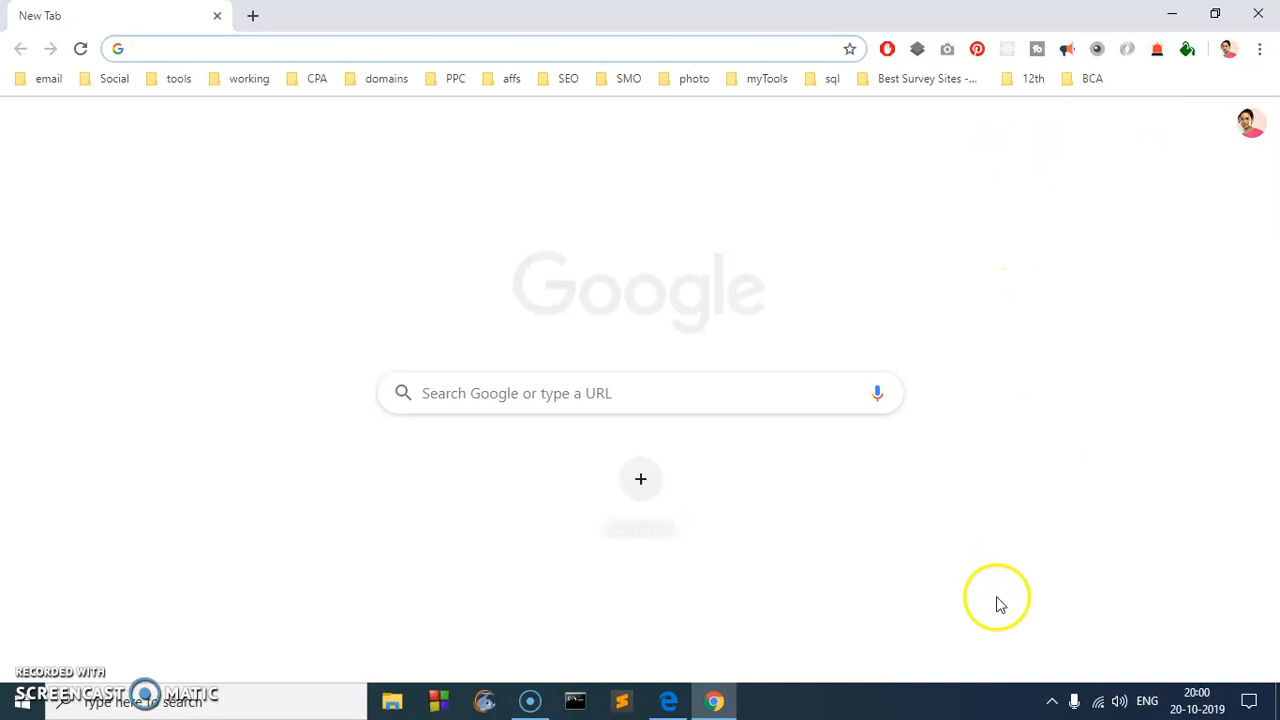 New Tab
email Social tools working CPA domains PPC affs SEO SMO photo myTools sql Best Survey Sites -... 12th BCA
Google
Search Google or type a URL
RECORDED WITH
SCREENCAST MATIC
Type here to search
ENG
20:00
20-10-2019